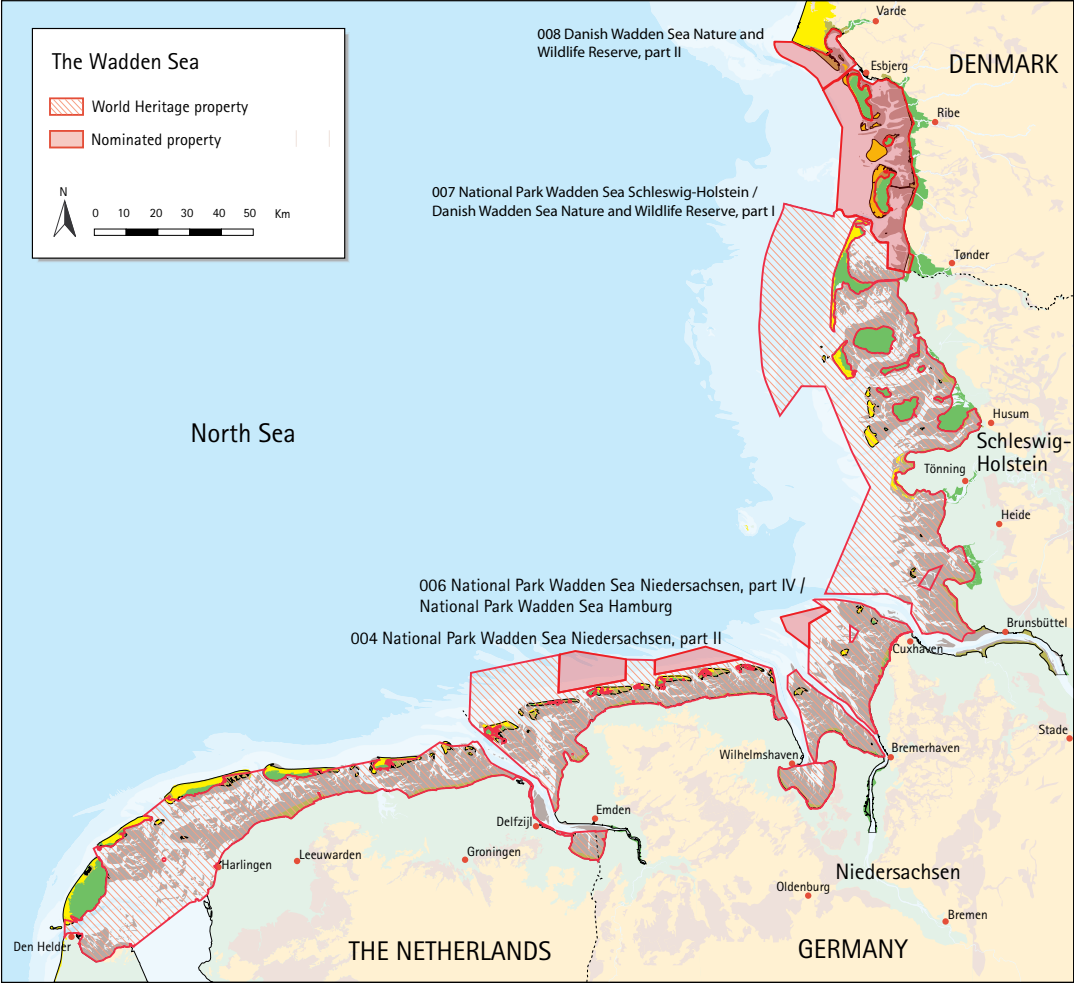 The Wadden Sea
World Heritage property
Nominated property
N
0 10 20 30 40 50 Km
008 Danish Wadden Sea Nature and
Wildlife Reserve, part II
Varde
Esbjerg
DENMARK
Ribe
007 National Park Wadden Sea Schleswig-Holstein /
Danish Wadden Sea Nature and Wildlife Reserve, part I
Tønder
North Sea
Husum
Schleswig-
Holstein
Tönning
Heide
006 National Park Wadden Sea Niedersachsen, part IV /
National Park Wadden Sea Hamburg
Brunsbüttel
004 National Park Wadden Sea Niedersachsen, part II
Cuxhaven
Stade
Wilhelmshaven
Bremerhaven
Emden
Delfzijl
Groningen
Leeuwarden
Harlingen
Niedersachsen
Oldenburg
Bremen
Den Helder
THE NETHERLANDS
GERMANY